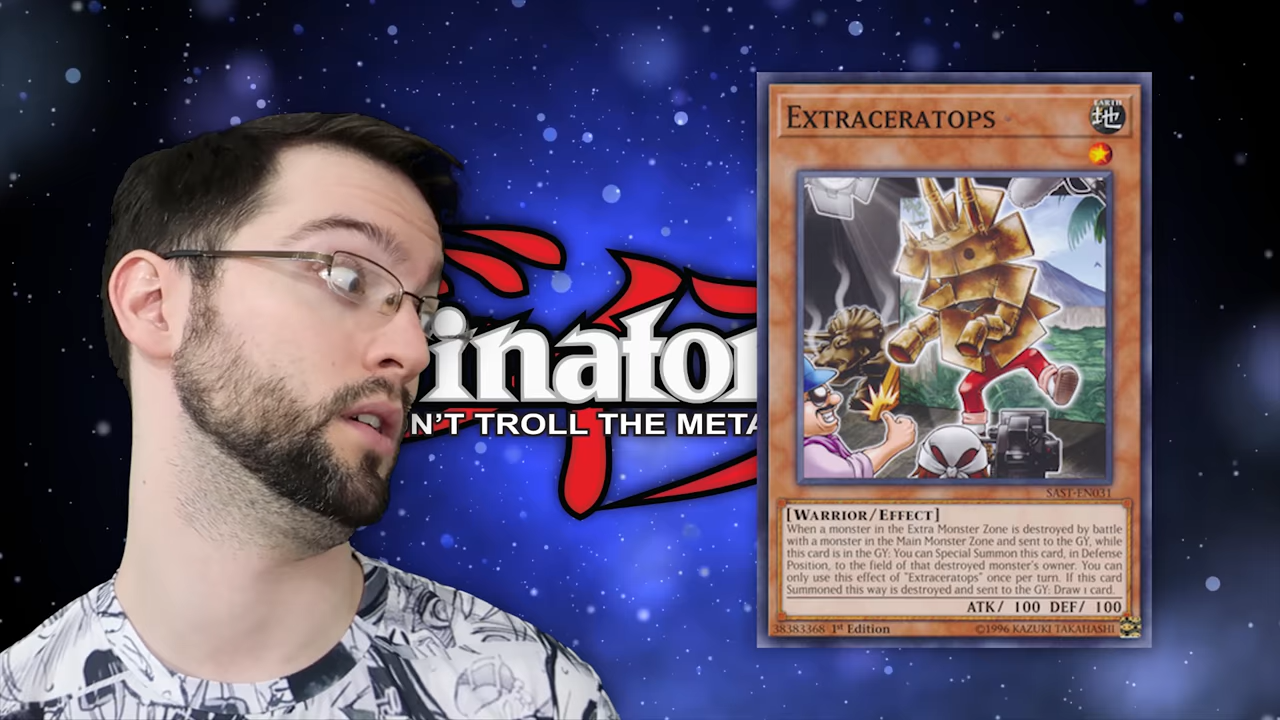 inator
N'T TROLL THE META
EXTRACERATOPS
EARTH
地
SAST-EN031
[WARRIOR/EFFECT]
When a monster in the Extra Monster Zone is destroyed by battle
with a monster in the Main Monster Zone and sent to the GY, while
this card is in the GY: You can Special Summon this card, in Defense
Position, to the field of that destroyed monster's owner. You can
only use this effect of "Extraceratops" once per turn. If this card
Summoned this way is destroyed and sent to the GY: Draw 1 card.
ATK/ 100 DEF/ 100
38383368 1st Edition ©1996 KAZUKI TAKAHASHI